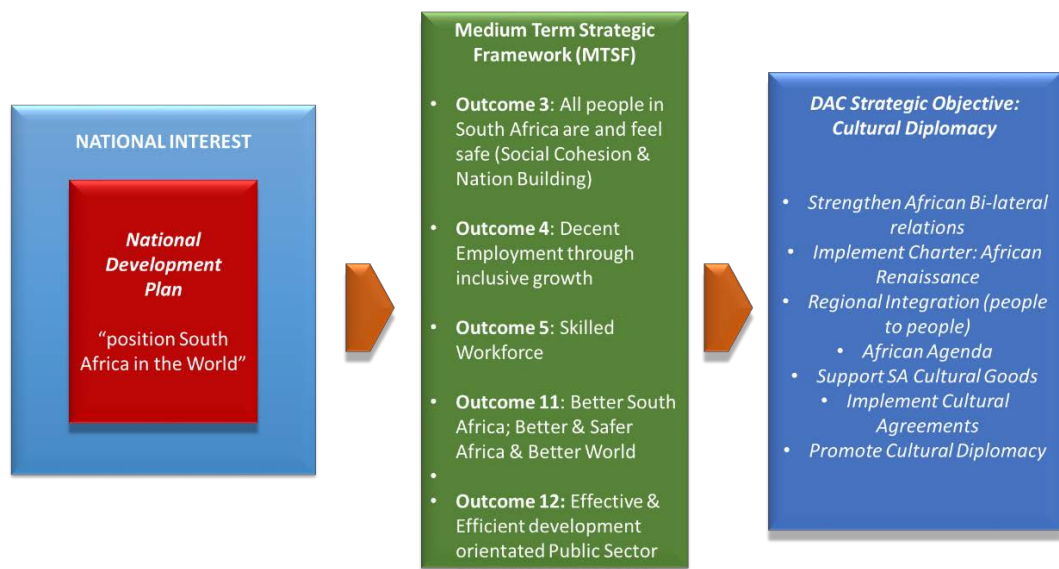 NATIONAL INTEREST
National
Development
Plan
“position South
Africa in the World”
Medium Term Strategic
Framework (MTSF)
• Outcome 3: All people in
South Africa are and feel
safe (Social Cohesion &
Nation Building)
• Outcome 4: Decent
Employment through
inclusive growth
• Outcome 5: Skilled
Workforce
• Outcome 11: Better South
Africa; Better & Safer
Africa & Better World
•
• Outcome 12: Effective &
Efficient development
orientated Public Sector
DAC Strategic Objective:
Cultural Diplomacy
• Strengthen African Bi-lateral
relations
• Implement Charter: African
Renaissance
• Regional Integration (people
to people)
• African Agenda
• Support SA Cultural Goods
• Implement Cultural
Agreements
• Promote Cultural Diplomacy